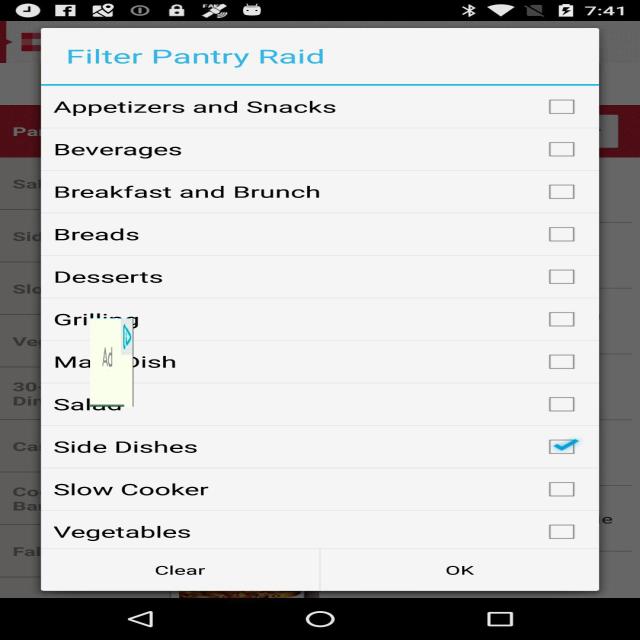 FAKE
7:41
Filter Pantry Raid
Appetizers and Snacks
Beverages
Breakfast and Brunch
Breads
Desserts
Grilling
Dish
Salad
Ad
Side Dishes
Slow Cooker
Vegetables
Clear
OK